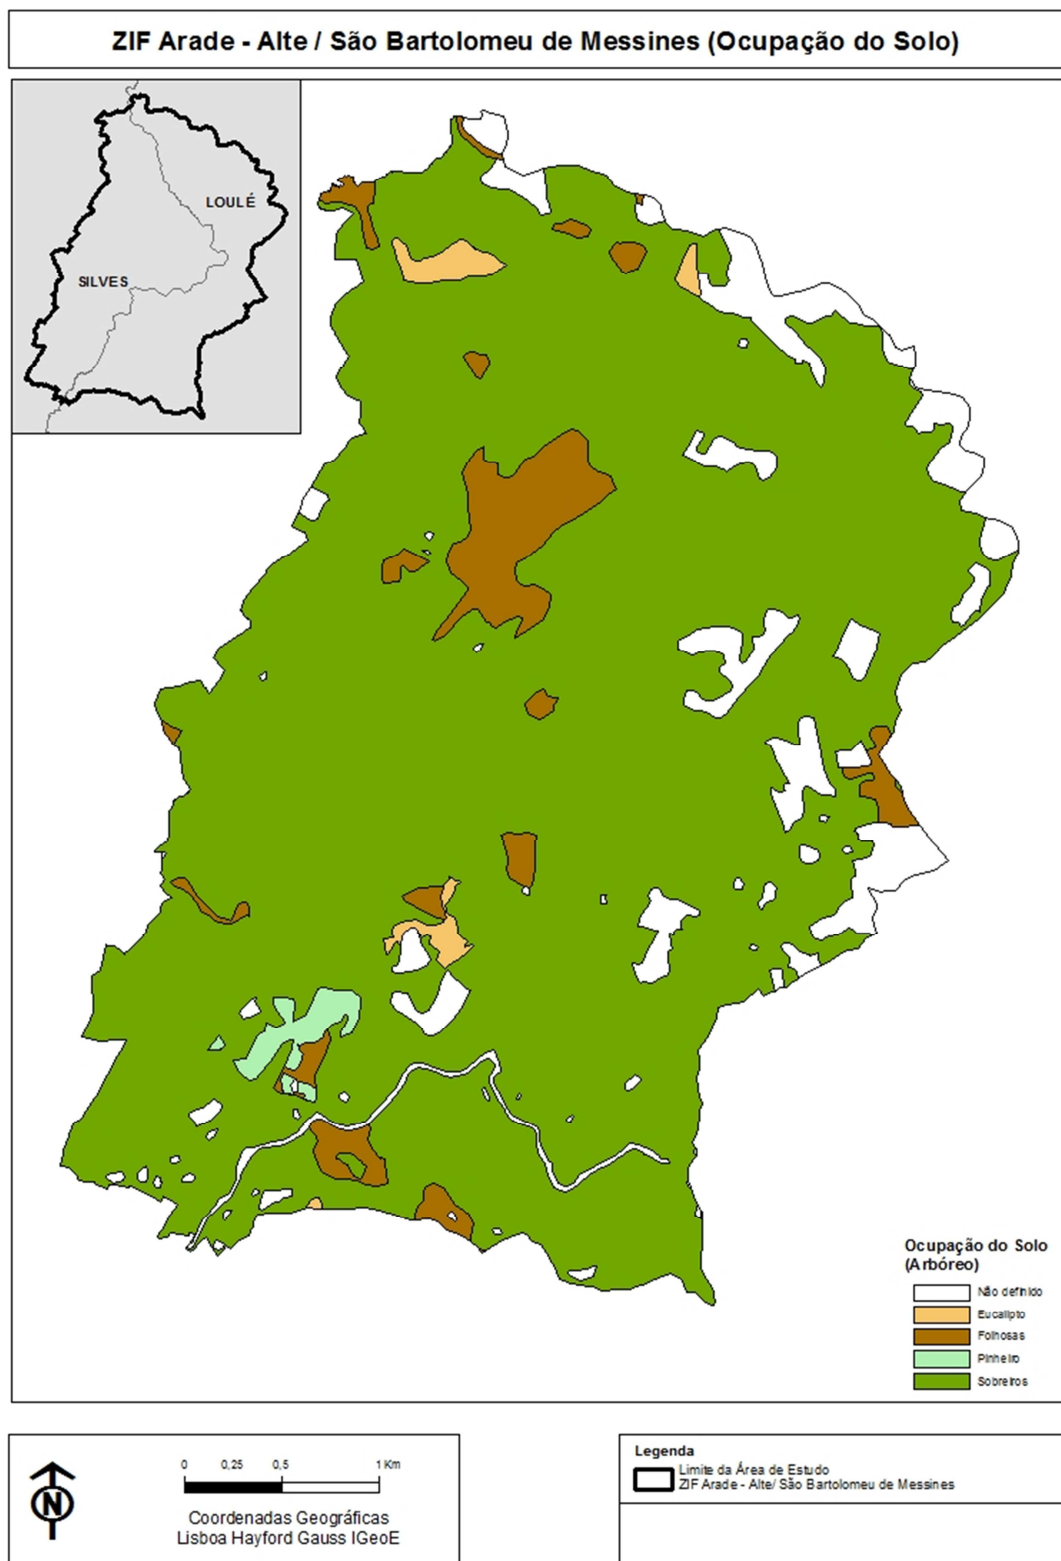 ZIF Arade - Alte / São Bartolomeu de Messines (Ocupação do Solo)
LOULÉ
SILVES
Ocupação do Solo
(Arbóreo)
Não definido
Eucalipto
Folhosas
Pinheiro
Sobreiros
0 0,25 0,5 1 Km
N
Coordenadas Geográficas
Lisboa Hayford Gauss IGeoE
Legenda
Limite da Área de Estudo
ZIF Arade - Alte/ São Bartolomeu de Messines